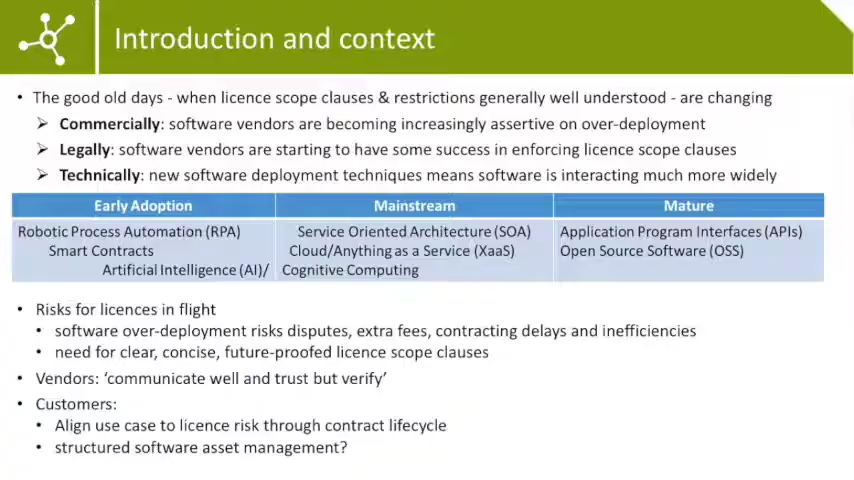 Introduction and context
• The good old days - when licence scope clauses & restrictions generally well understood - are changing
➢ Commercially: software vendors are becoming increasingly assertive on over-deployment
➢ Legally: software vendors are starting to have some success in enforcing licence scope clauses
➢ Technically: new software deployment techniques means software is interacting much more widely
Early Adoption Mainstream Mature
Robotic Process Automation (RPA) Service Oriented Architecture (SOA) Application Program Interfaces (APIs)
Smart Contracts Cloud/Anything as a Service (XaaS) Open Source Software (OSS)
Artificial Intelligence (AI)/ Cognitive Computing
• Risks for licences in flight
• software over-deployment risks disputes, extra fees, contracting delays and inefficiencies
• need for clear, concise, future-proofed licence scope clauses
• Vendors: ‘communicate well and trust but verify’
• Customers:
• Align use case to licence risk through contract lifecycle
• structured software asset management?